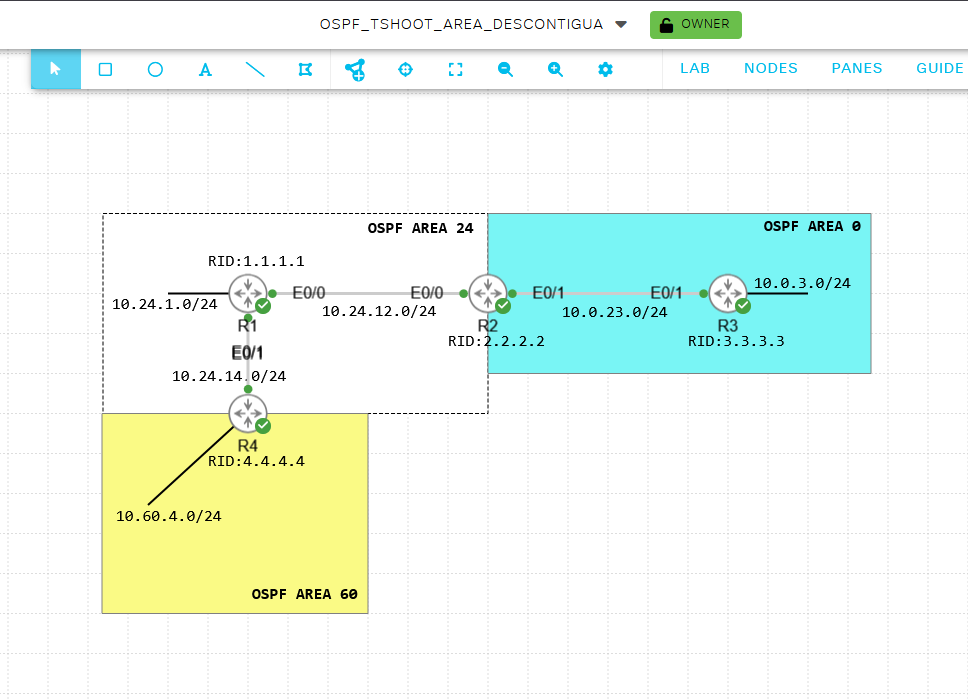 OSPF_TSHOOT_AREA_DESCONTIGUA
OWNER
LAB
NODES
PANES
GUIDE
OSPF AREA 24
OSPF AREA 0
RID:1.1.1.1
10.24.1.0/24
E0/0
E0/0
E0/1
E0/1
10.0.3.0/24
10.24.12.0/24
10.0.23.0/24
R1
R2
R3
RID:2.2.2.2
RID:3.3.3.3
E0/1
10.24.14.0/24
R4
RID:4.4.4.4
10.60.4.0/24
OSPF AREA 60